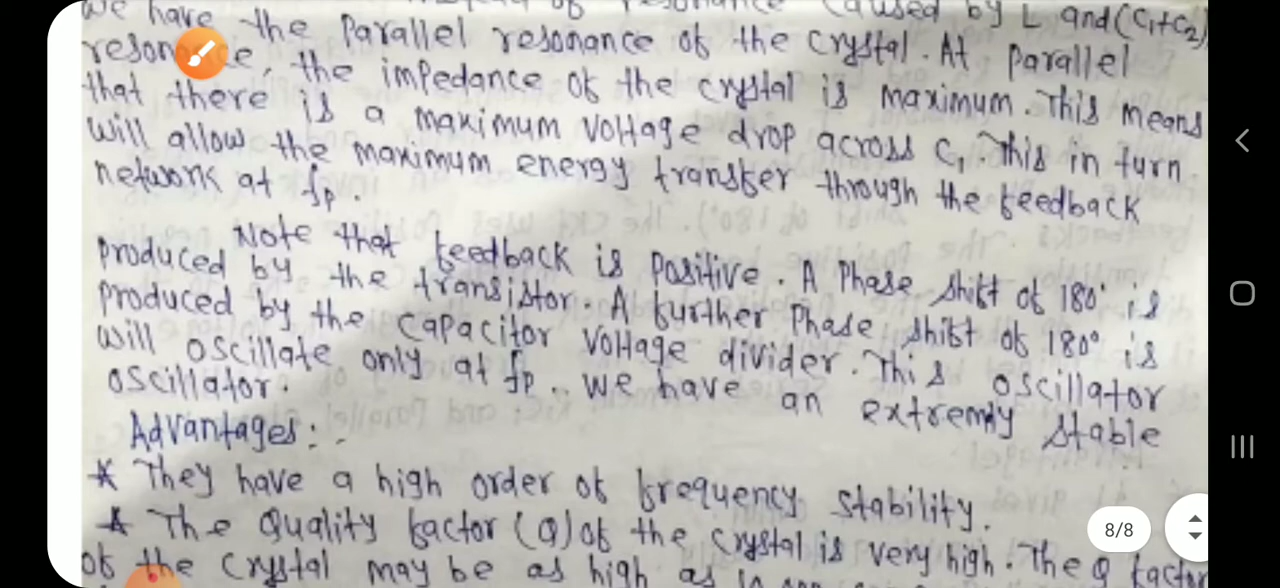 we have the Parallel resonance of the crystal. At Parallel
resonance, the impedance of the crystal is maximum. This means
that there is a maximum voltage drop across C1, This in turn
will allow the maximum energy transfer through the feedback
network at fp.
Note that feedback is Positive. A Phase shift of 180° is
Produced by the transistor. A further Phase shift of 180° is
Produced by the capacitor voltage divider. This oscillator
will oscillate only at fp. We have an extremly stable
oscillator.
Advantages:-
* They have a high order of frequency stability.
* The Quality factor (Q) of the crystal is very high. The Q factor
of the crystal may be as high as
8/8